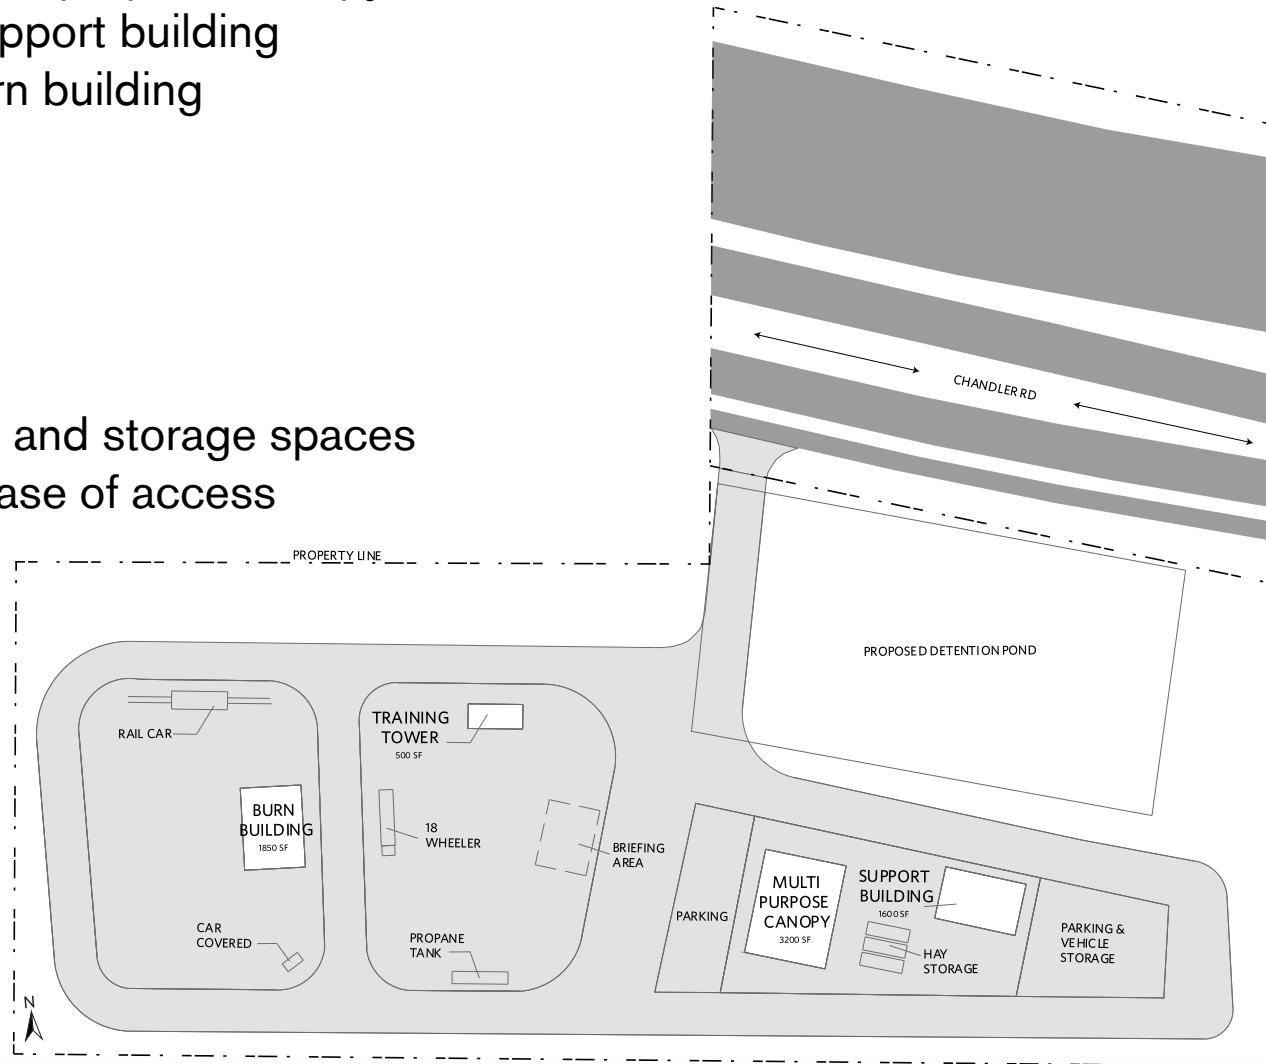 pport building
rn building
and storage spaces
ase of access
CHANDLER RD
PROPERTY LINE
PROPOSED DETENTION POND
RAIL CAR
TRAINING
TOWER
500 SF
BURN
BUILDING
1850 SF
18
WHEELER
BRIEFING
AREA
CAR
COVERED
PROPANE
TANK
PARKING
MULTI
PURPOSE
CANOPY
3200 SF
SUPPORT
BUILDING
1600 SF
HAY
STORAGE
PARKING &
VEHICLE
STORAGE
N